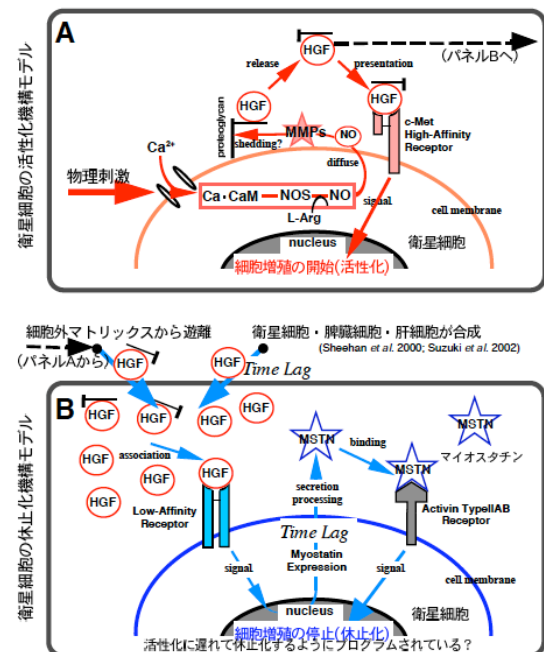 衛星細胞の活性化機構モデル
A
HGF
(パネルBへ)
release
presentation
HGF
HGF
c-Met
High-Affinity
Receptor
proteoglycan
MMPs
NO
shedding?
diffuse
Ca²⁺
物理刺激
Ca・CaM
NOS
NO
L-Arg
signal
cell membrane
nucleus
衛星細胞
細胞増殖の開始(活性化)
細胞外マトリックスから遊離
(パネルAから)
衛星細胞・脾臓細胞・肝細胞が合成
(Sheehan et al. 2000; Suzuki et al. 2002)
HGF
HGF
Time Lag
衛星細胞の休止化機構モデル
B
HGF
HGF
HGF
HGF
MSTN
MSTN
マイオスタチン
binding
association
HGF
HGF
HGF
HGF
MSTN
secretion
processing
Low-Affinity
Receptor
Activin TypeIIAB
Receptor
Time Lag
Myostatin
Expression
signal
signal
cell membrane
nucleus
衛星細胞
細胞増殖の停止(休止化)
活性化に遅れて休止化するようにプログラムされている？